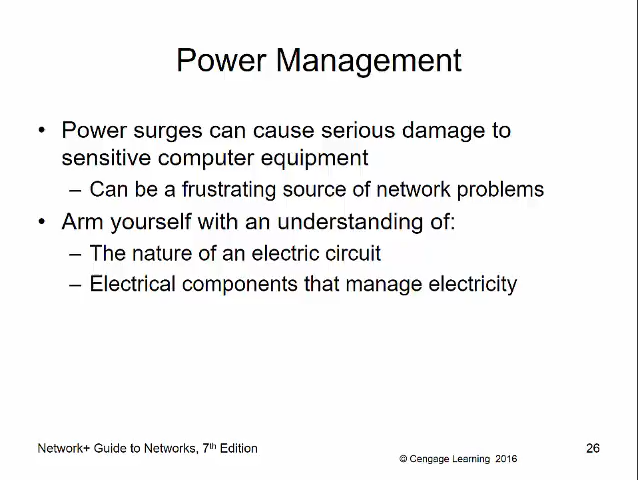 Power Management
• Power surges can cause serious damage to
sensitive computer equipment
– Can be a frustrating source of network problems
• Arm yourself with an understanding of:
– The nature of an electric circuit
– Electrical components that manage electricity
Network+ Guide to Networks, 7th Edition
© Cengage Learning 2016
26